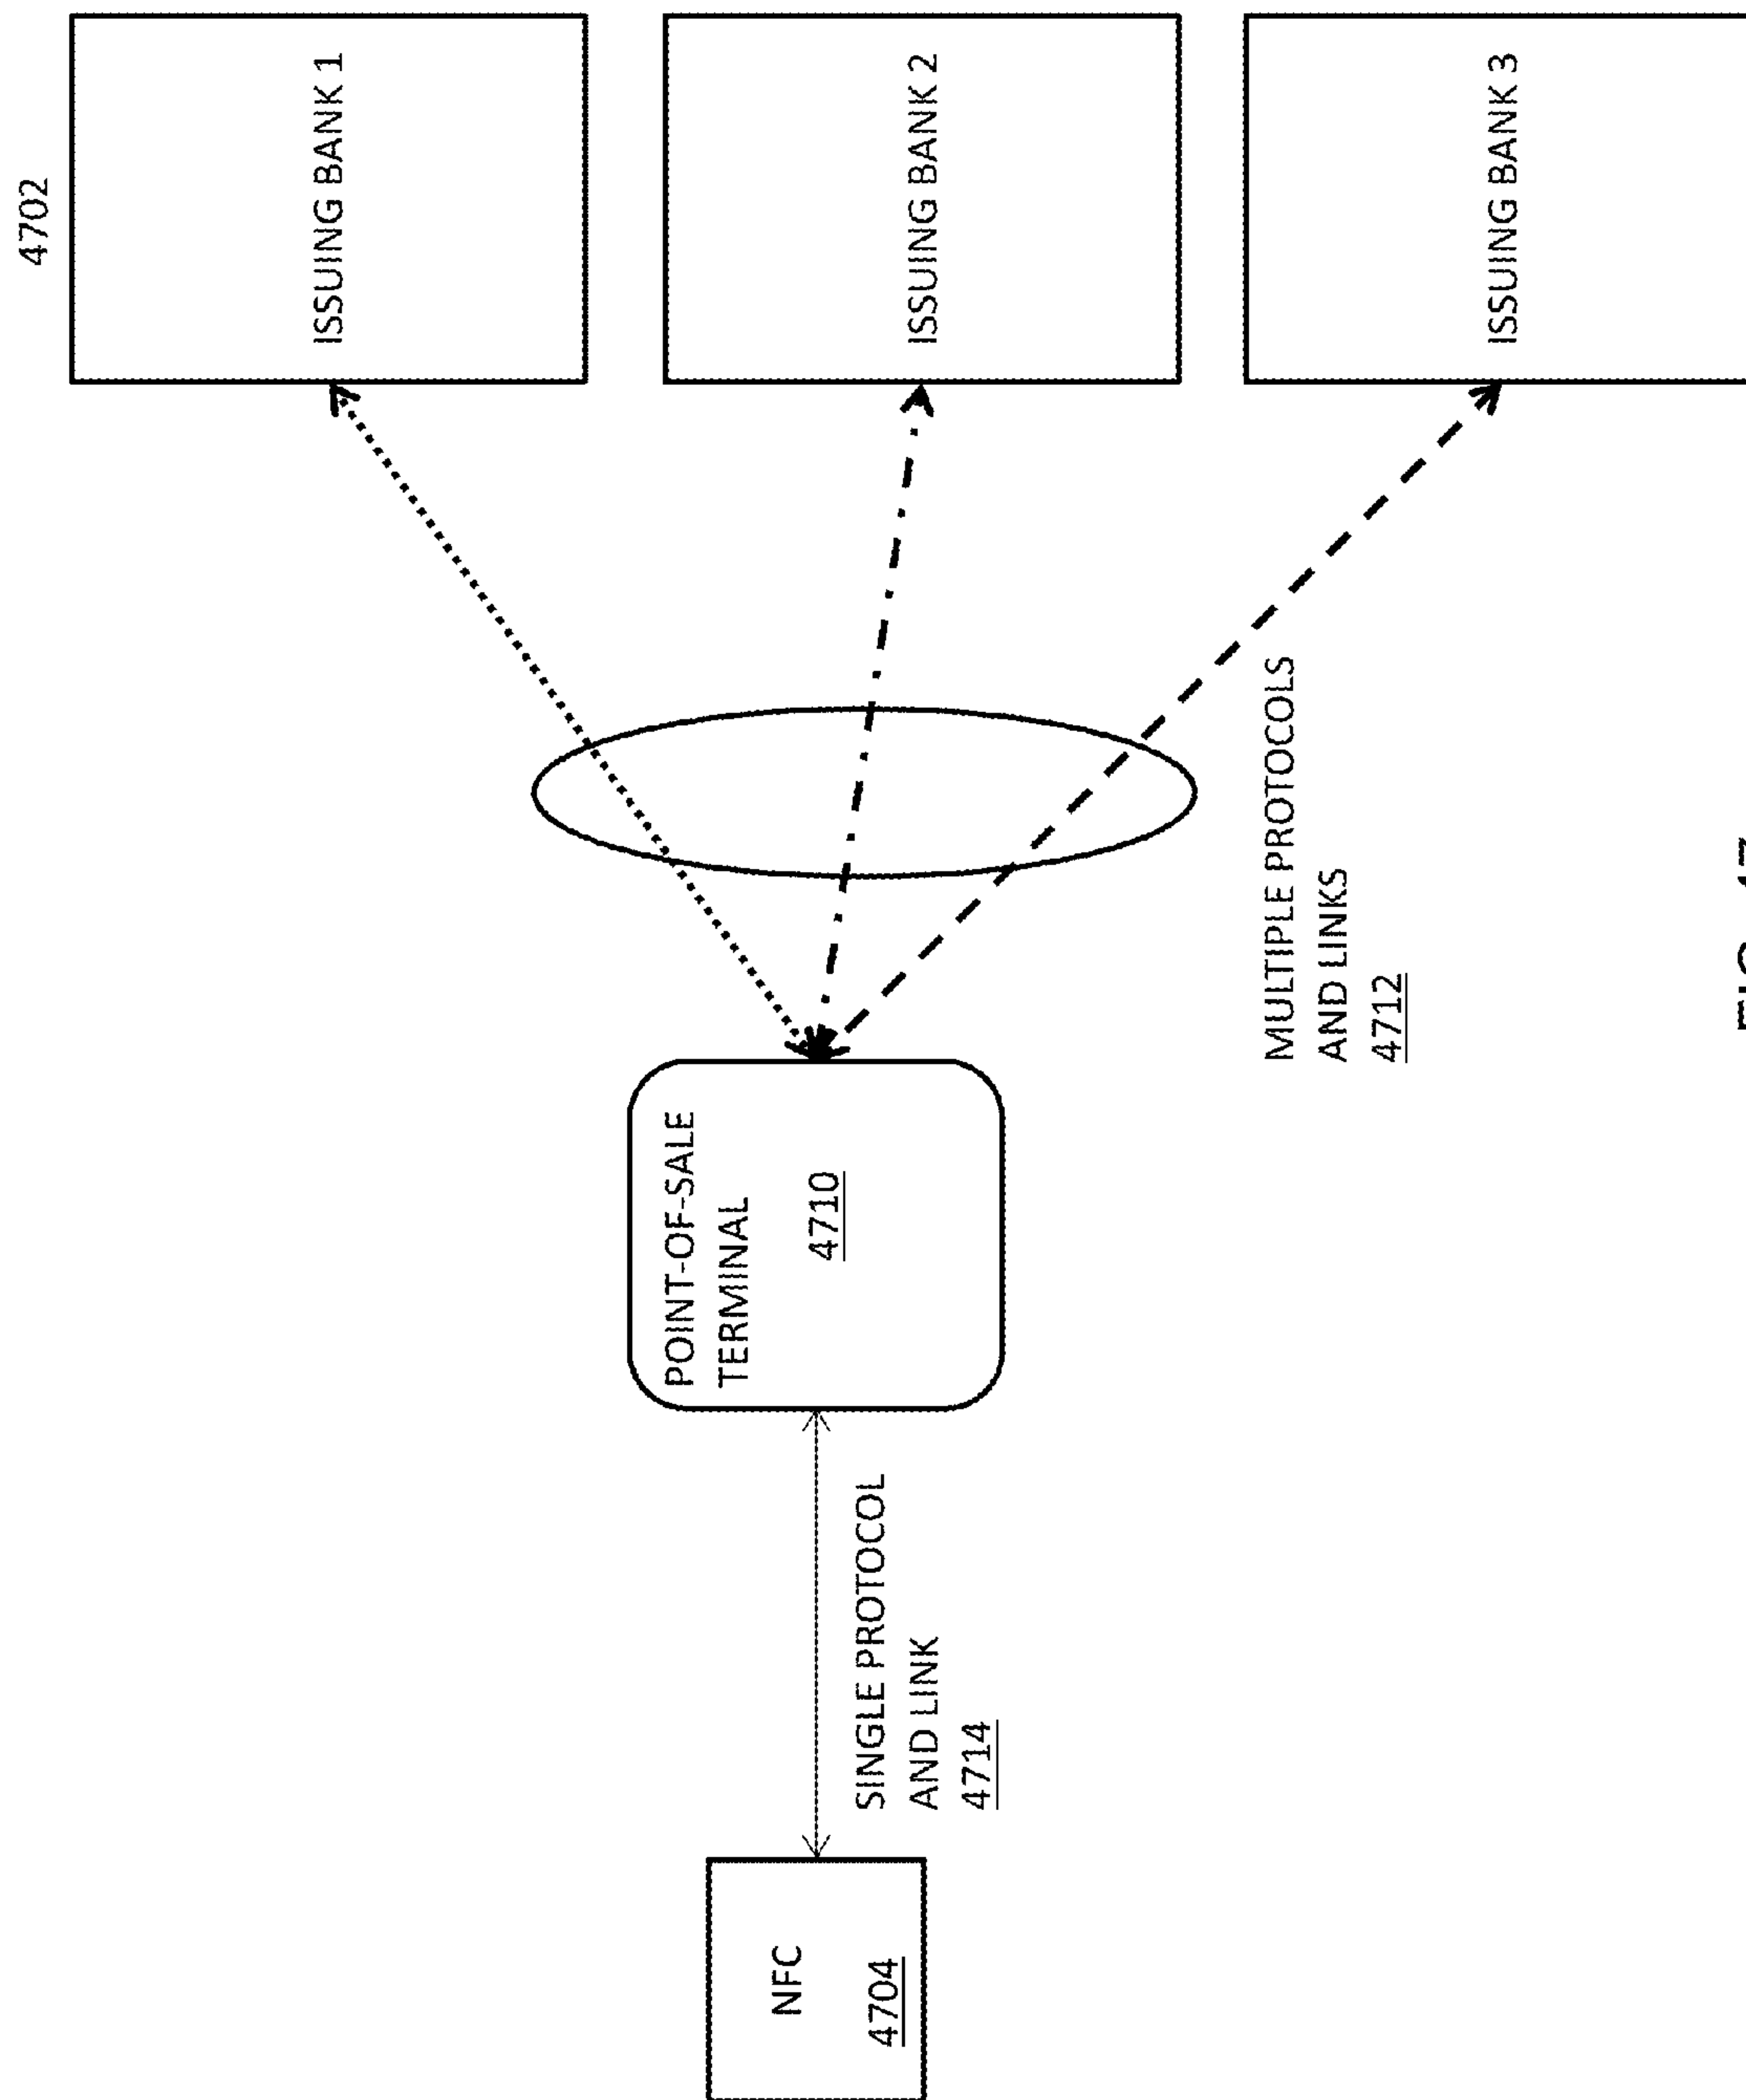 4702
ISSUING BANK 1
ISSUING BANK 2
ISSUING BANK 3
POINT-OF-SALE
TERMINAL
4710
MULTIPLE PROTOCOLS
AND LINKS
4712
NFC
4704
SINGLE PROTOCOL
AND LINK
4714